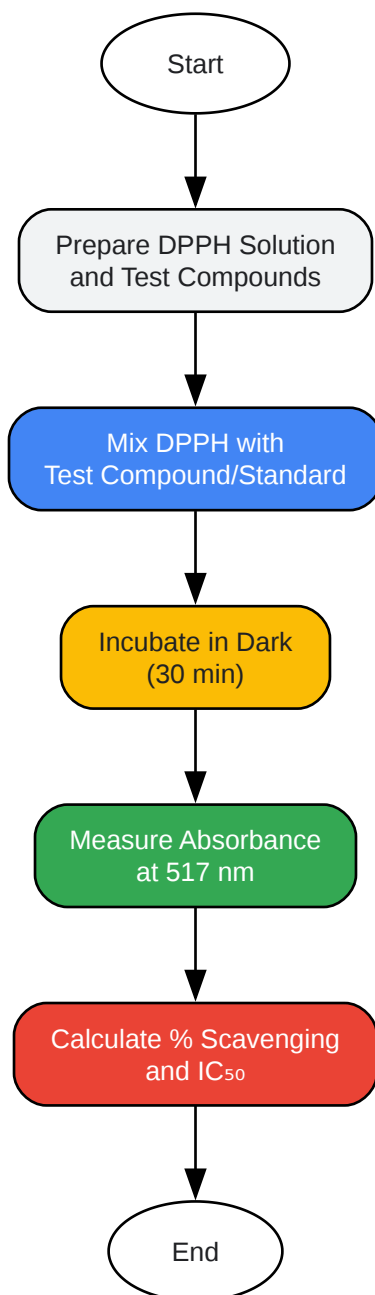 Start
Prepare DPPH Solution
and Test Compounds
Mix DPPH with
Test Compound/Standard
Incubate in Dark
(30 min)
Measure Absorbance
at 517 nm
Calculate % Scavenging
and IC₅₀
End